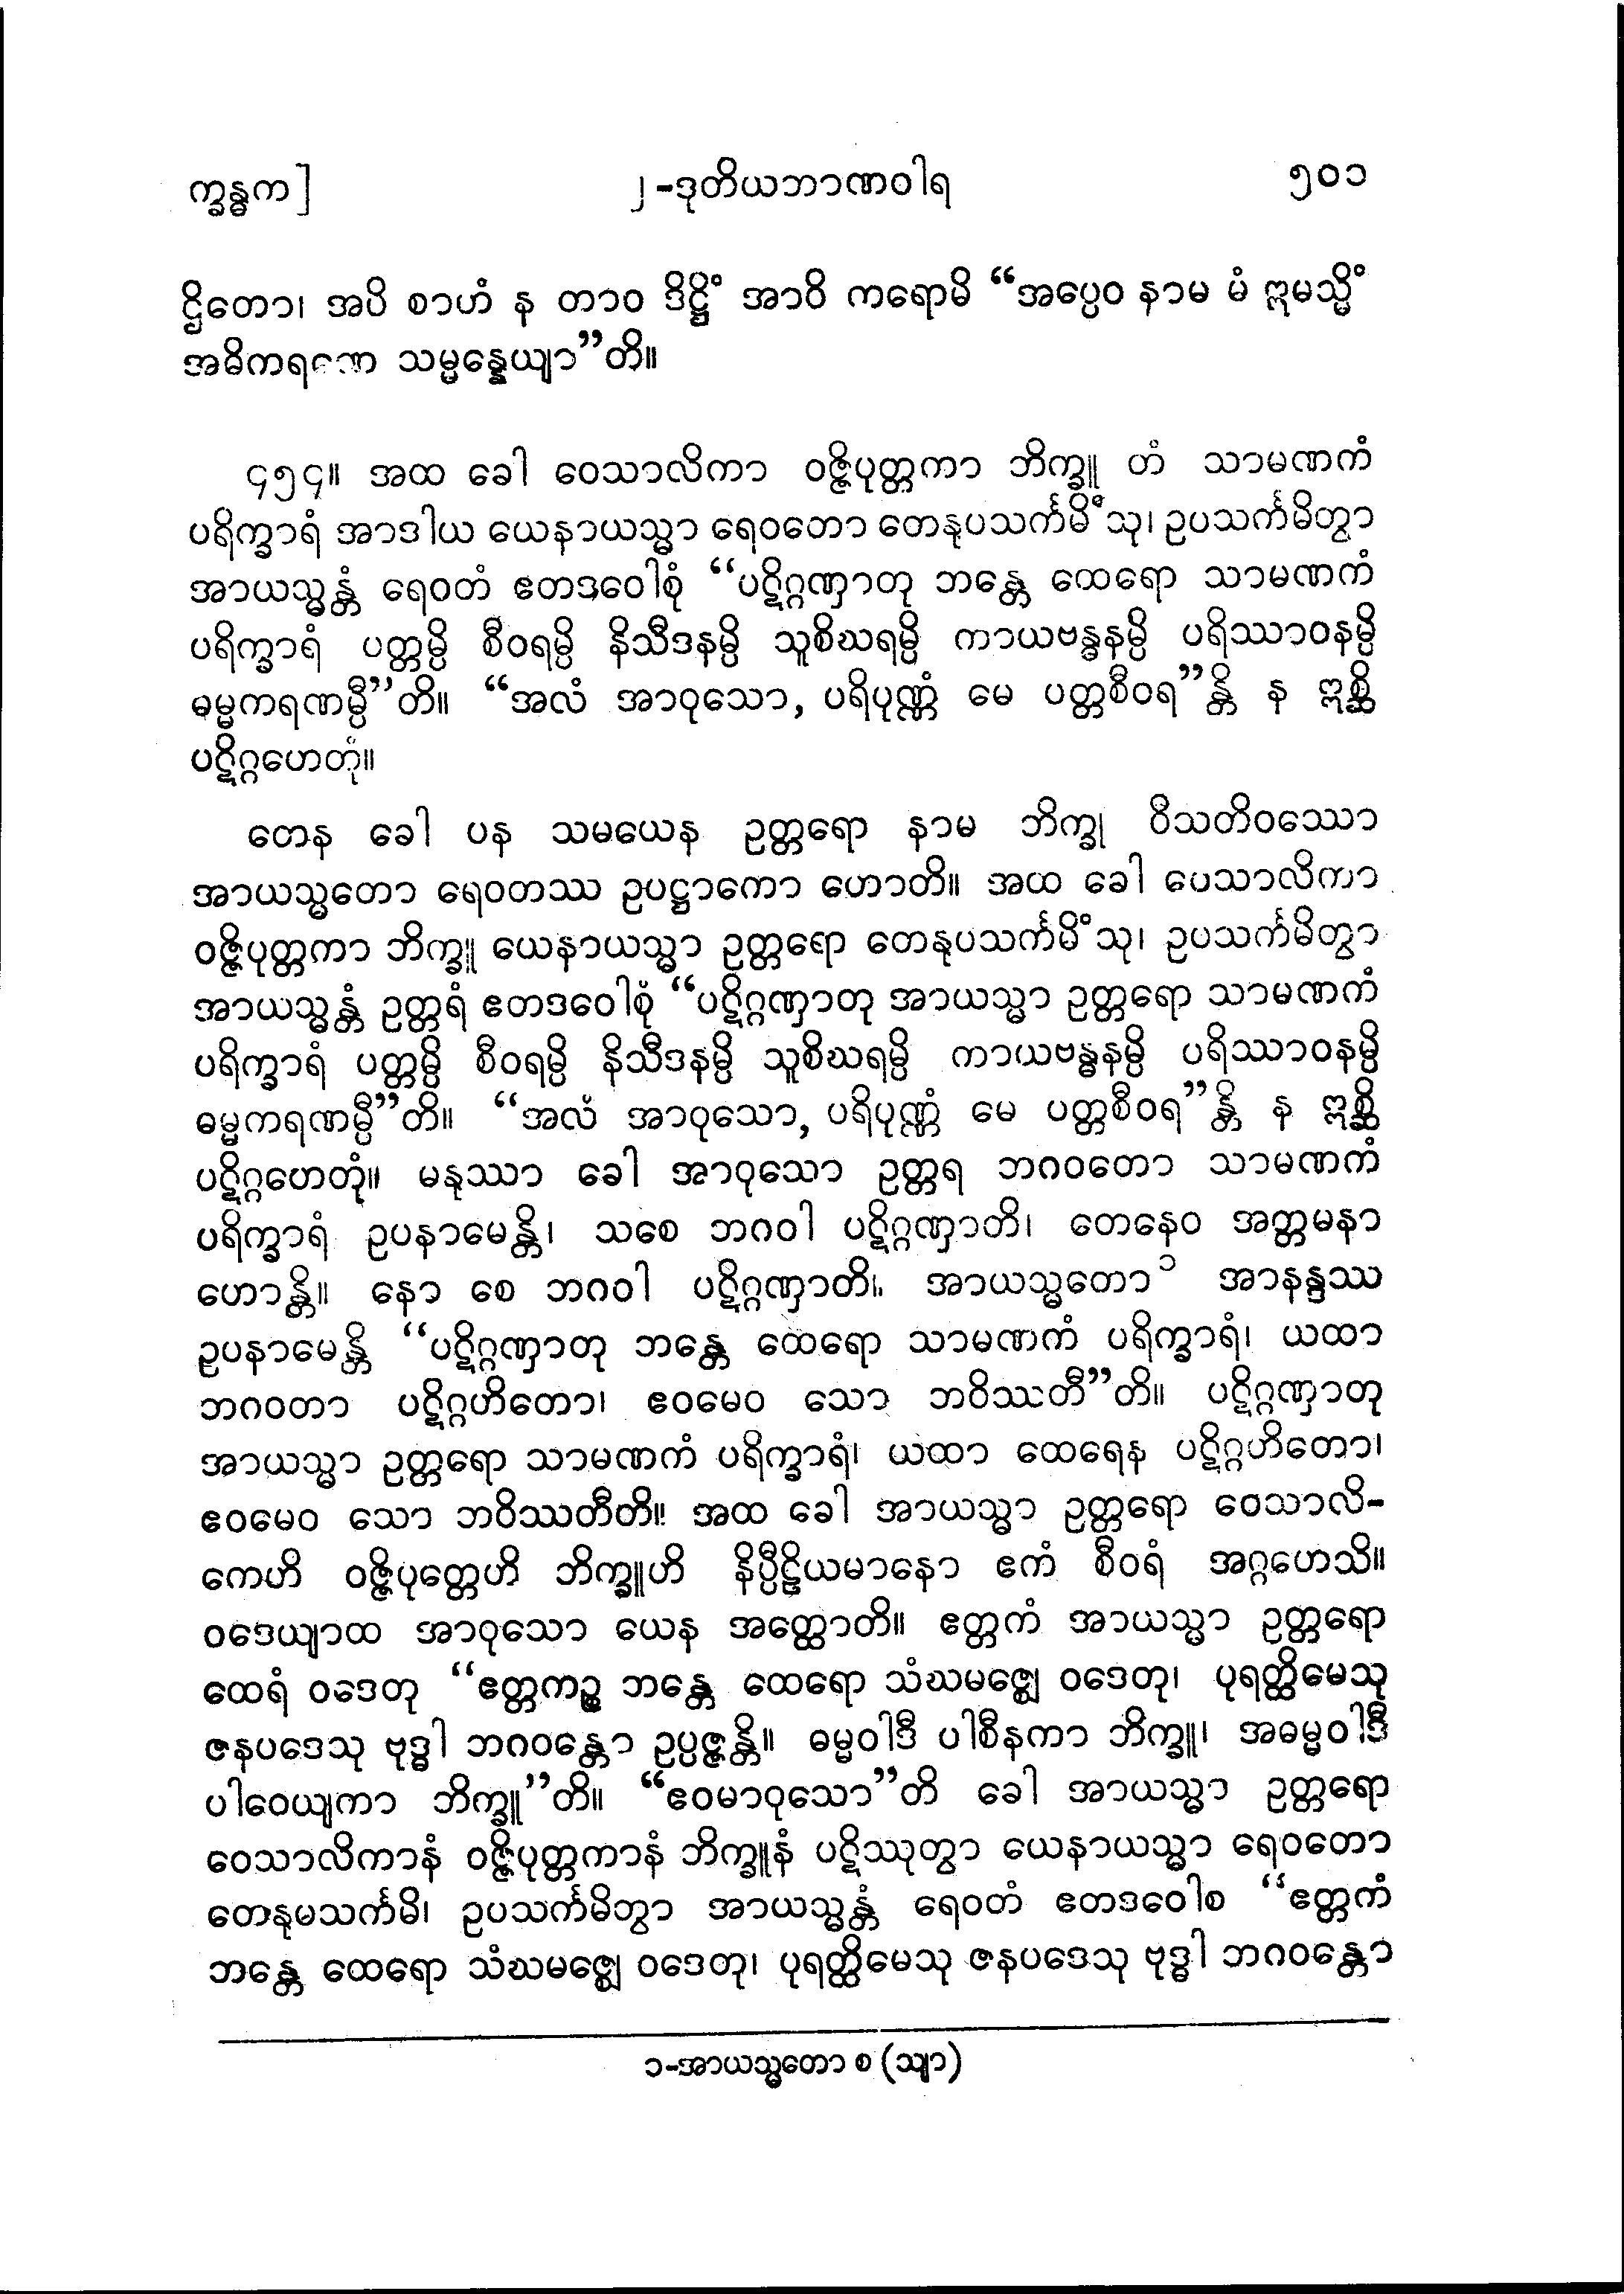 က္ခန္ဓက]
၂-ဒုတိယဘာဏဝါရ
၅၀၁
ဌိတော၊ အပိ စာဟံ န တာဝ ဒိဋ္ဌိံ အာဝိ ကရောမိ “အပ္ပေဝ နာမ မံ ဣမသ္မိံ
အဓိကရဏေ သမ္မန္နေယျာ”တိ။
၄၅၄။ အထ ခေါ ဝေသာလိကာ ဝဇ္ဇိပုတ္တကာ ဘိက္ခူ တံ သာမဏကံ
ပရိက္ခာရံ အာဒါယ ယေနာယသ္မာ ရေဝတော တေနုပသင်္ကမိံသု၊ ဥပသင်္ကမိတွာ
အာယသ္မန္တံ ရေဝတံ ဧတဒဝေါစုံ “ပဋိဂ္ဂဏှာတု ဘန္တေ ထေရော သာမဏကံ
ပရိက္ခာရံ ပတ္တမ္ပိ စီဝရမ္ပိ နိသီဒနမ္ပိ သူစိဃရမ္ပိ ကာယဗန္ဓနမ္ပိ ပရိဿာဝနမ္ပိ
ဓမ္မကရဏမ္ပီ”တိ။ “အလံ အာဝုသော, ပရိပုဏ္ဏံ မေ ပတ္တစီဝရ”န္တိ န ဣစ္ဆိ
ပဋိဂ္ဂဟေတုံ။
တေန ခေါ ပန သမယေန ဥတ္တရော နာမ ဘိက္ခု ဝီသတိဝဿော
အာယသ္မတော ရေဝတဿ ဥပဋ္ဌာကော ဟောတိ။ အထ ခေါ ပေသာလိကာ
ဝဇ္ဇိပုတ္တကာ ဘိက္ခူ ယေနာယသ္မာ ဥတ္တရော တေနုပသင်္ကမိံသု၊ ဥပသင်္ကမိတွာ
အာယသ္မန္တံ ဥတ္တရံ ဧတဒဝေါစုံ “ပဋိဂ္ဂဏှာတု အာယသ္မာ ဥတ္တရော သာမဏကံ
ပရိက္ခာရံ ပတ္တမ္ပိ စီဝရမ္ပိ နိသီဒနမ္ပိ သူစိဃရမ္ပိ ကာယဗန္ဓနမ္ပိ ပရိဿာဝနမ္ပိ
ဓမ္မကရဏမ္ပီ”တိ။ “အလံ အာဝုသော, ပရိပုဏ္ဏံ မေ ပတ္တစီဝရ”န္တိ န ဣစ္ဆိ
ပဋိဂ္ဂဟေတုံ။ မနုဿာ ခေါ အာဝုသော ဥတ္တရ ဘဂဝတော သာမဏကံ
ပရိက္ခာရံ ဥပနာမေန္တိ၊ သစေ ဘဂဝါ ပဋိဂ္ဂဏှာတိ၊ တေနေဝ အတ္တမနာ
ဟောန္တိ။ နော စေ ဘဂဝါ ပဋိဂ္ဂဏှာတိ၊ အာယသ္မတော ၁ အာနန္ဒဿ
ဥပနာမေန္တိ “ပဋိဂ္ဂဏှာတု ဘန္တေ ထေရော သာမဏကံ ပရိက္ခာရံ၊ ယထာ
ဘဂဝတာ ပဋိဂ္ဂဟိတော၊ ဧဝမေဝ သော ဘဝိဿတီ”တိ။ ပဋိဂ္ဂဏှာတု
အာယသ္မာ ဥတ္တရော သာမဏကံ ပရိက္ခာရံ၊ ယထာ ထေရေန ပဋိဂ္ဂဟိတော၊
ဧဝမေဝ သော ဘဝိဿတီတိ။ အထ ခေါ အာယသ္မာ ဥတ္တရော ဝေသာလိ-
ကေဟိ ဝဇ္ဇိပုတ္တေဟိ ဘိက္ခူဟိ နိပ္ပီဠိယမာနော ဧကံ စီဝရံ အဂ္ဂဟေသိ။
ဝဒေယျာထ အာဝုသော ယေန အတ္ထောတိ။ ဧတ္တကံ အာယသ္မာ ဥတ္တရော
ထေရံ ဝဒေတု “ဧတ္တကဉ္စ ဘန္တေ ထေရော သံဃမဇ္ဈေ ဝဒေတု၊ ပုရတ္ထိမေသု
ဇနပဒေသု ဗုဒ္ဓါ ဘဂဝန္တော ဥပ္ပဇ္ဇန္တိ။ ဓမ္မဝါဒီ ပါစီနကာ ဘိက္ခူ၊ အဓမ္မဝါဒီ
ပါဝေယျကာ ဘိက္ခူ”တိ။ “ဧဝမာဝုသော”တိ ခေါ အာယသ္မာ ဥတ္တရော
ဝေသာလိကာနံ ဝဇ္ဇိပုတ္တကာနံ ဘိက္ခူနံ ပဋိဿုတွာ ယေနာယသ္မာ ရေဝတော
တေနုမသင်္ကမိ၊ ဥပသင်္ကမိတွာ အာယသ္မန္တံ ရေဝတံ ဧတဒဝေါစ “ဧတ္တကံ
ဘန္တေ ထေရော သံဃမဇ္ဈေ ဝဒေတု၊ ပုရတ္ထိမေသု ဇနပဒေသု ဗုဒ္ဓါ ဘဂဝန္တော
၁-အာယသ္မတော စ (သျာ)